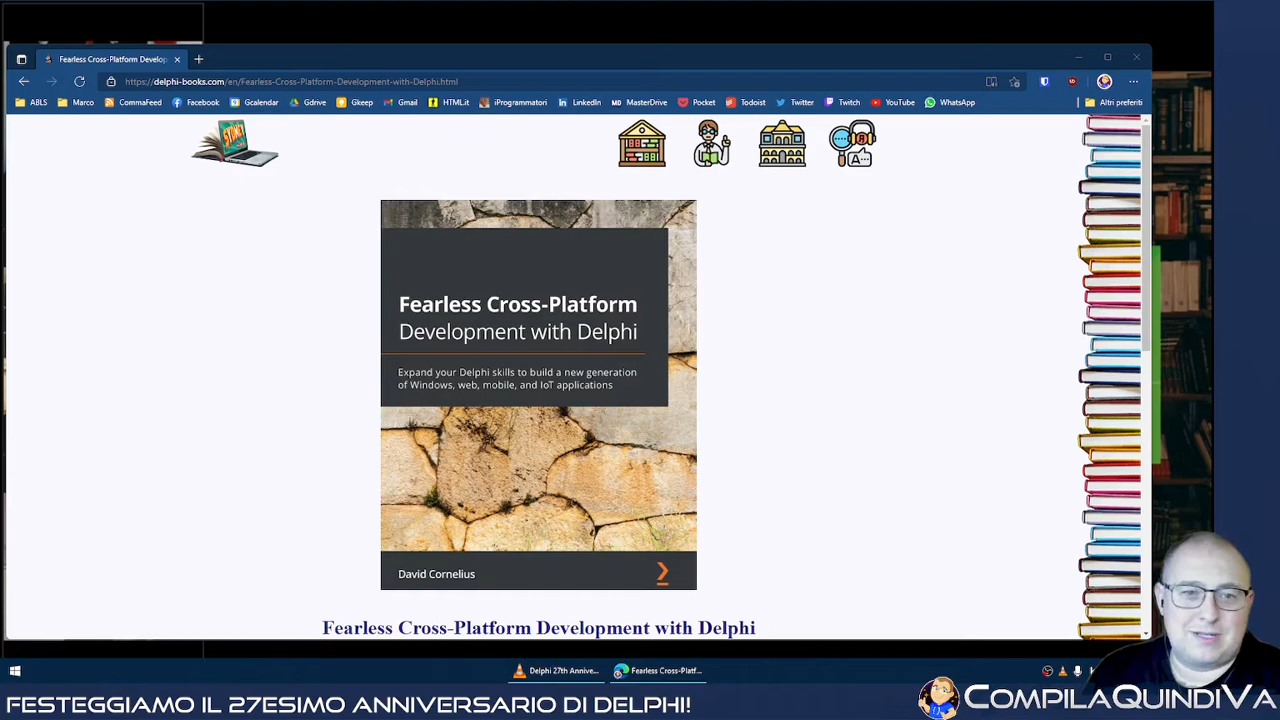 Fearless Cross-Platform Develop
https://delphi-books.com/en/Fearless-Cross-Platform-Development-with-Delphi.html
ABLS Marco CommaFeed Facebook Gcalendar Gdrive Gkeep Gmail HTMLit iProgrammatori LinkedIn MD MasterDrive Pocket Todoist Twitter Twitch YouTube WhatsApp Altri preferiti
Fearless Cross-Platform
Development with Delphi
Expand your Delphi skills to build a new generation
of Windows, web, mobile, and IoT applications
David Cornelius
Fearless Cross-Platform Development with Delphi
Delphi 27th Annive... Fearless Cross-Platf...
FESTEGGIAMO IL 27ESIMO ANNIVERSARIO DI DELPHI!
COMPILAQUINDIVA